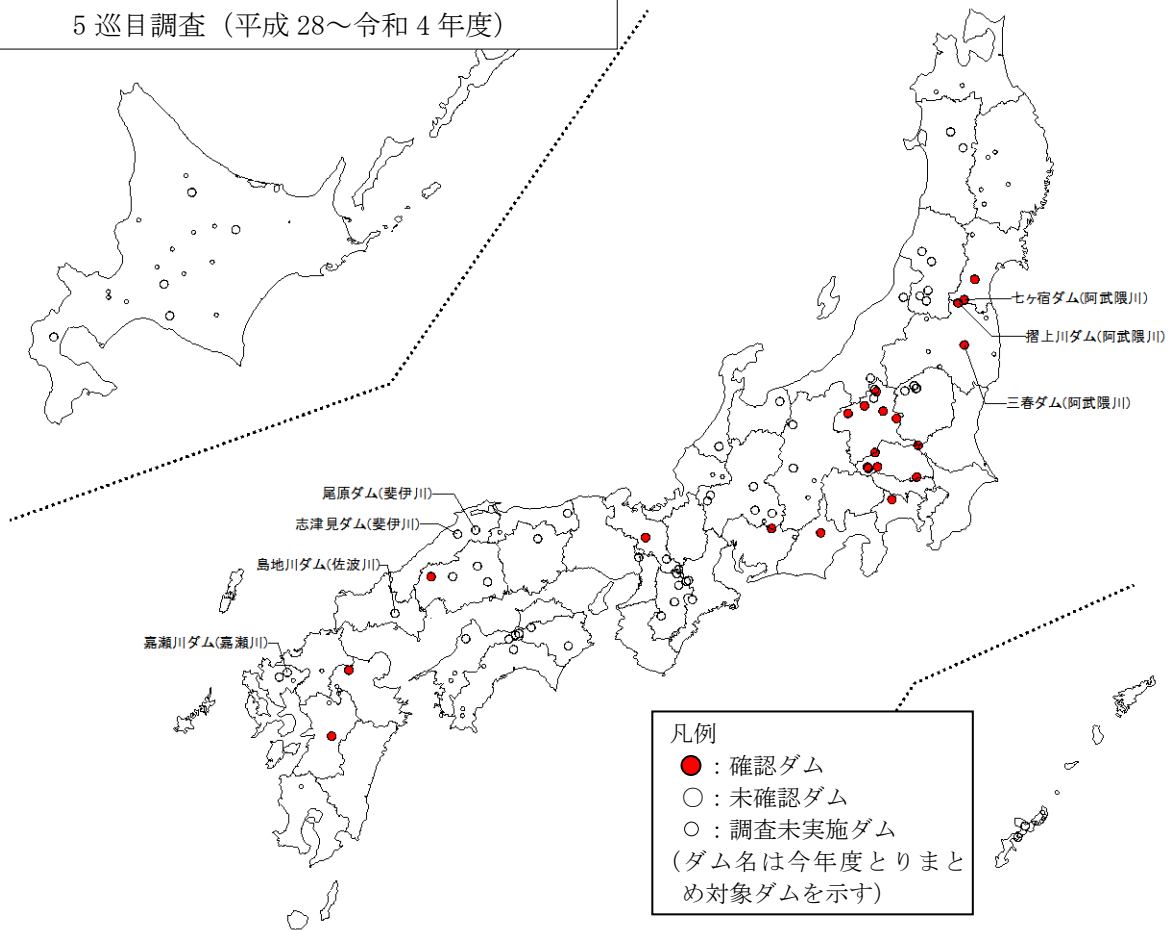 5 巡目調査（平成 28～令和 4 年度）
七ヶ宿ダム(阿武隈川)
摺上川ダム(阿武隈川)
三春ダム(阿武隈川)
尾原ダム(斐伊川)
志津見ダム(斐伊川)
島地川ダム(佐波川)
嘉瀬川ダム(嘉瀬川)
凡例
：確認ダム
：未確認ダム
：調査未実施ダム
(ダム名は今年度とりまと
め対象ダムを示す)